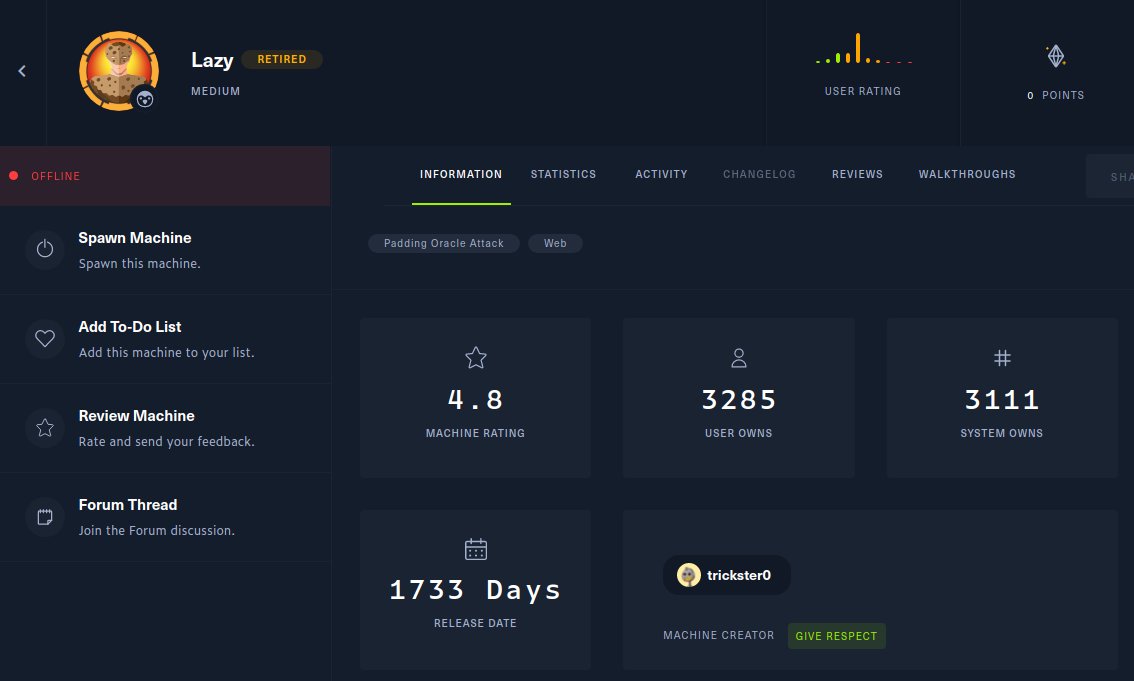 Lazy RETIRED
MEDIUM
USER RATING
0 POINTS
OFFLINE
INFORMATION STATISTICS ACTIVITY CHANGELOG REVIEWS WALKTHROUGHS
Padding Oracle Attack Web
Spawn Machine
Spawn this machine.
Add To-Do List
Add this machine to your list.
Review Machine
Rate and send your feedback.
Forum Thread
Join the Forum discussion.
4.8
MACHINE RATING
3285
USER OWNS
3111
SYSTEM OWNS
1733 Days
RELEASE DATE
trickster0
MACHINE CREATOR GIVE RESPECT